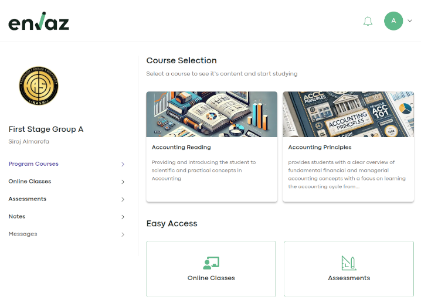 enjaz
A
Course Selection
Select a course to see it's content and start studying
First Stage Group A
Siraj Almarefa
Program Courses
Online Classes
Assessments
Notes
Messages
Accounting Reading
Providing and introducing the student to
scientific and practical concepts in
Accounting
ACCOUNTING
PRINCIPLES
Accounting Principles
provides students with a clear overview of
fundamental financial and managerial
accounting concepts with a focus on learning
the accounting cycle from...
Easy Access
Online Classes
Assessments